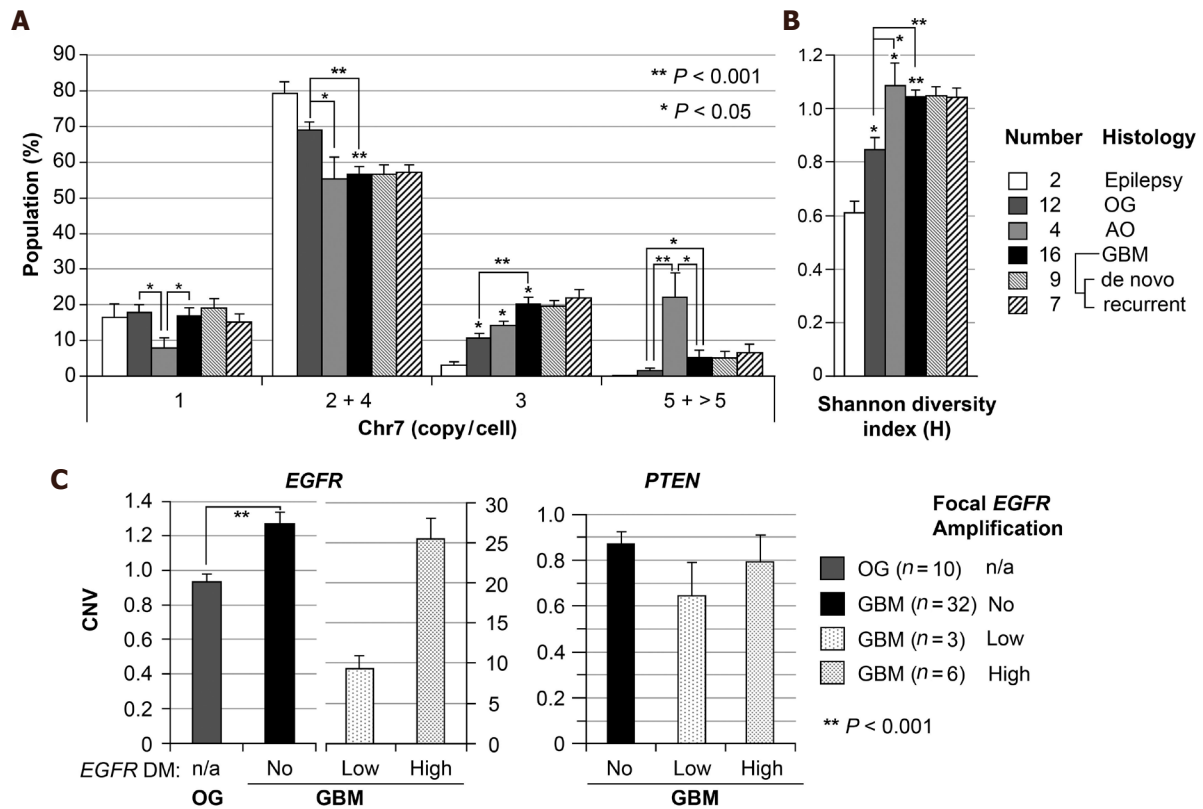 A
Population (%)
90
80
70
60
50
40
30
20
10
0
** P < 0.001
* P < 0.05
* *
** * **
** * * *
* ** *
1 2 + 4 3 5 + > 5
Chr7 (copy/cell)
B
** * * ** *
1.2
1.0
0.8
0.6
0.4
0.2
0
Shannon diversity
index (H)
Number Histology
2 Epilepsy
12 OG
4 AO
16 GBM
9 de novo
7 recurrent
C
EGFR
CNV
1.4
1.2
1.0
0.8
0.6
0.4
0.2
0
**
30
25
20
15
10
5
0
EGFR DM: n/a No Low High
OG GBM
PTEN
1.0
0.8
0.6
0.4
0.2
0
No Low High
GBM
Focal EGFR
Amplification
OG (n = 10) n/a
GBM (n = 32) No
GBM (n = 3) Low
GBM (n = 6) High
** P < 0.001